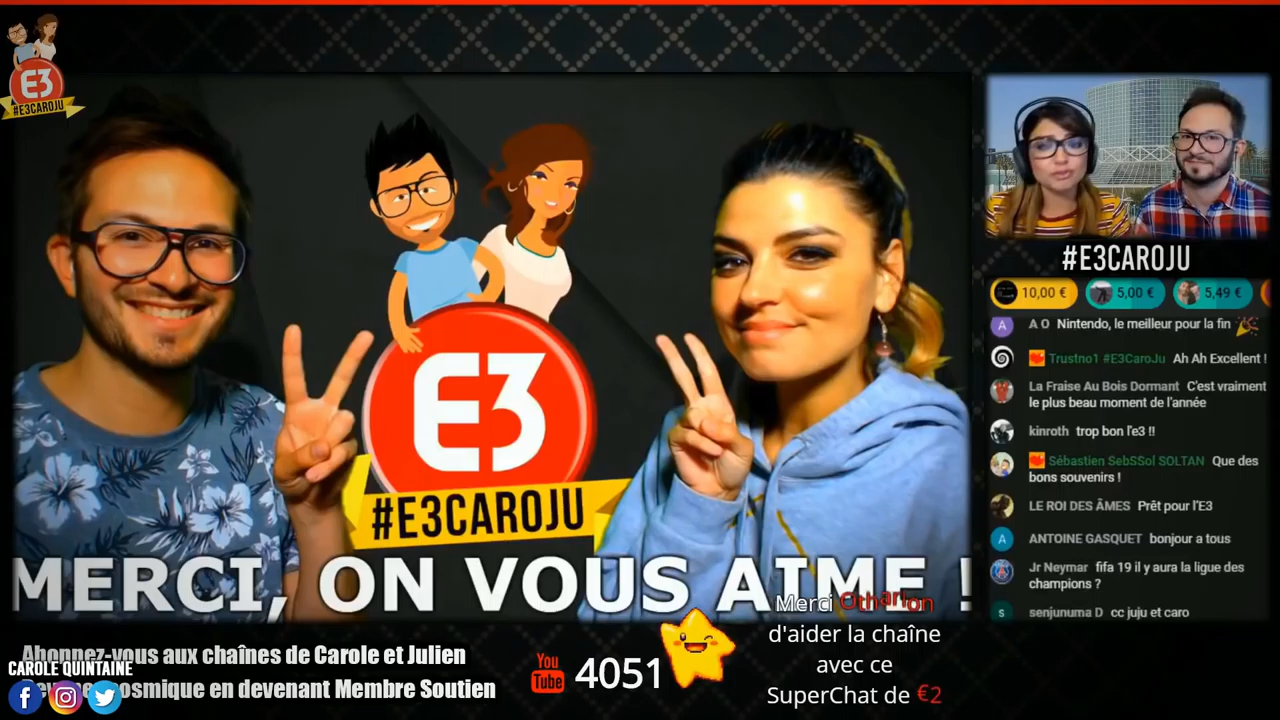 E3
#E3CAROJU
E3
#E3CAROJU
MERCI, ON VOUS AIME !
#E3CAROJU
10,00 €
5,00 €
5,49 €
A O Nintendo, le meilleur pour la fin
Trustno1 #E3CaroJu Ah Ah Excellent !
La Fraise Au Bois Dormant C'est vraiment
le plus beau moment de l'année
kinroth trop bon l'e3 !!
Sébastien SebSSol SOLTAN Que des
bons souvenirs !
LE ROI DES ÂMES Prêt pour l'E3
ANTOINE GASQUET bonjour a tous
Jr Neymar fifa 19 il y aura la ligue des
champions ?
senjunuma D cc juju et caro
Abonnez-vous aux chaînes de Carole et Julien
CAROLE QUINTAINE
cosmique en devenant Membre Soutien
You
Tube
4051
Merci Otharion
d'aider la chaîne
avec ce
SuperChat de €2